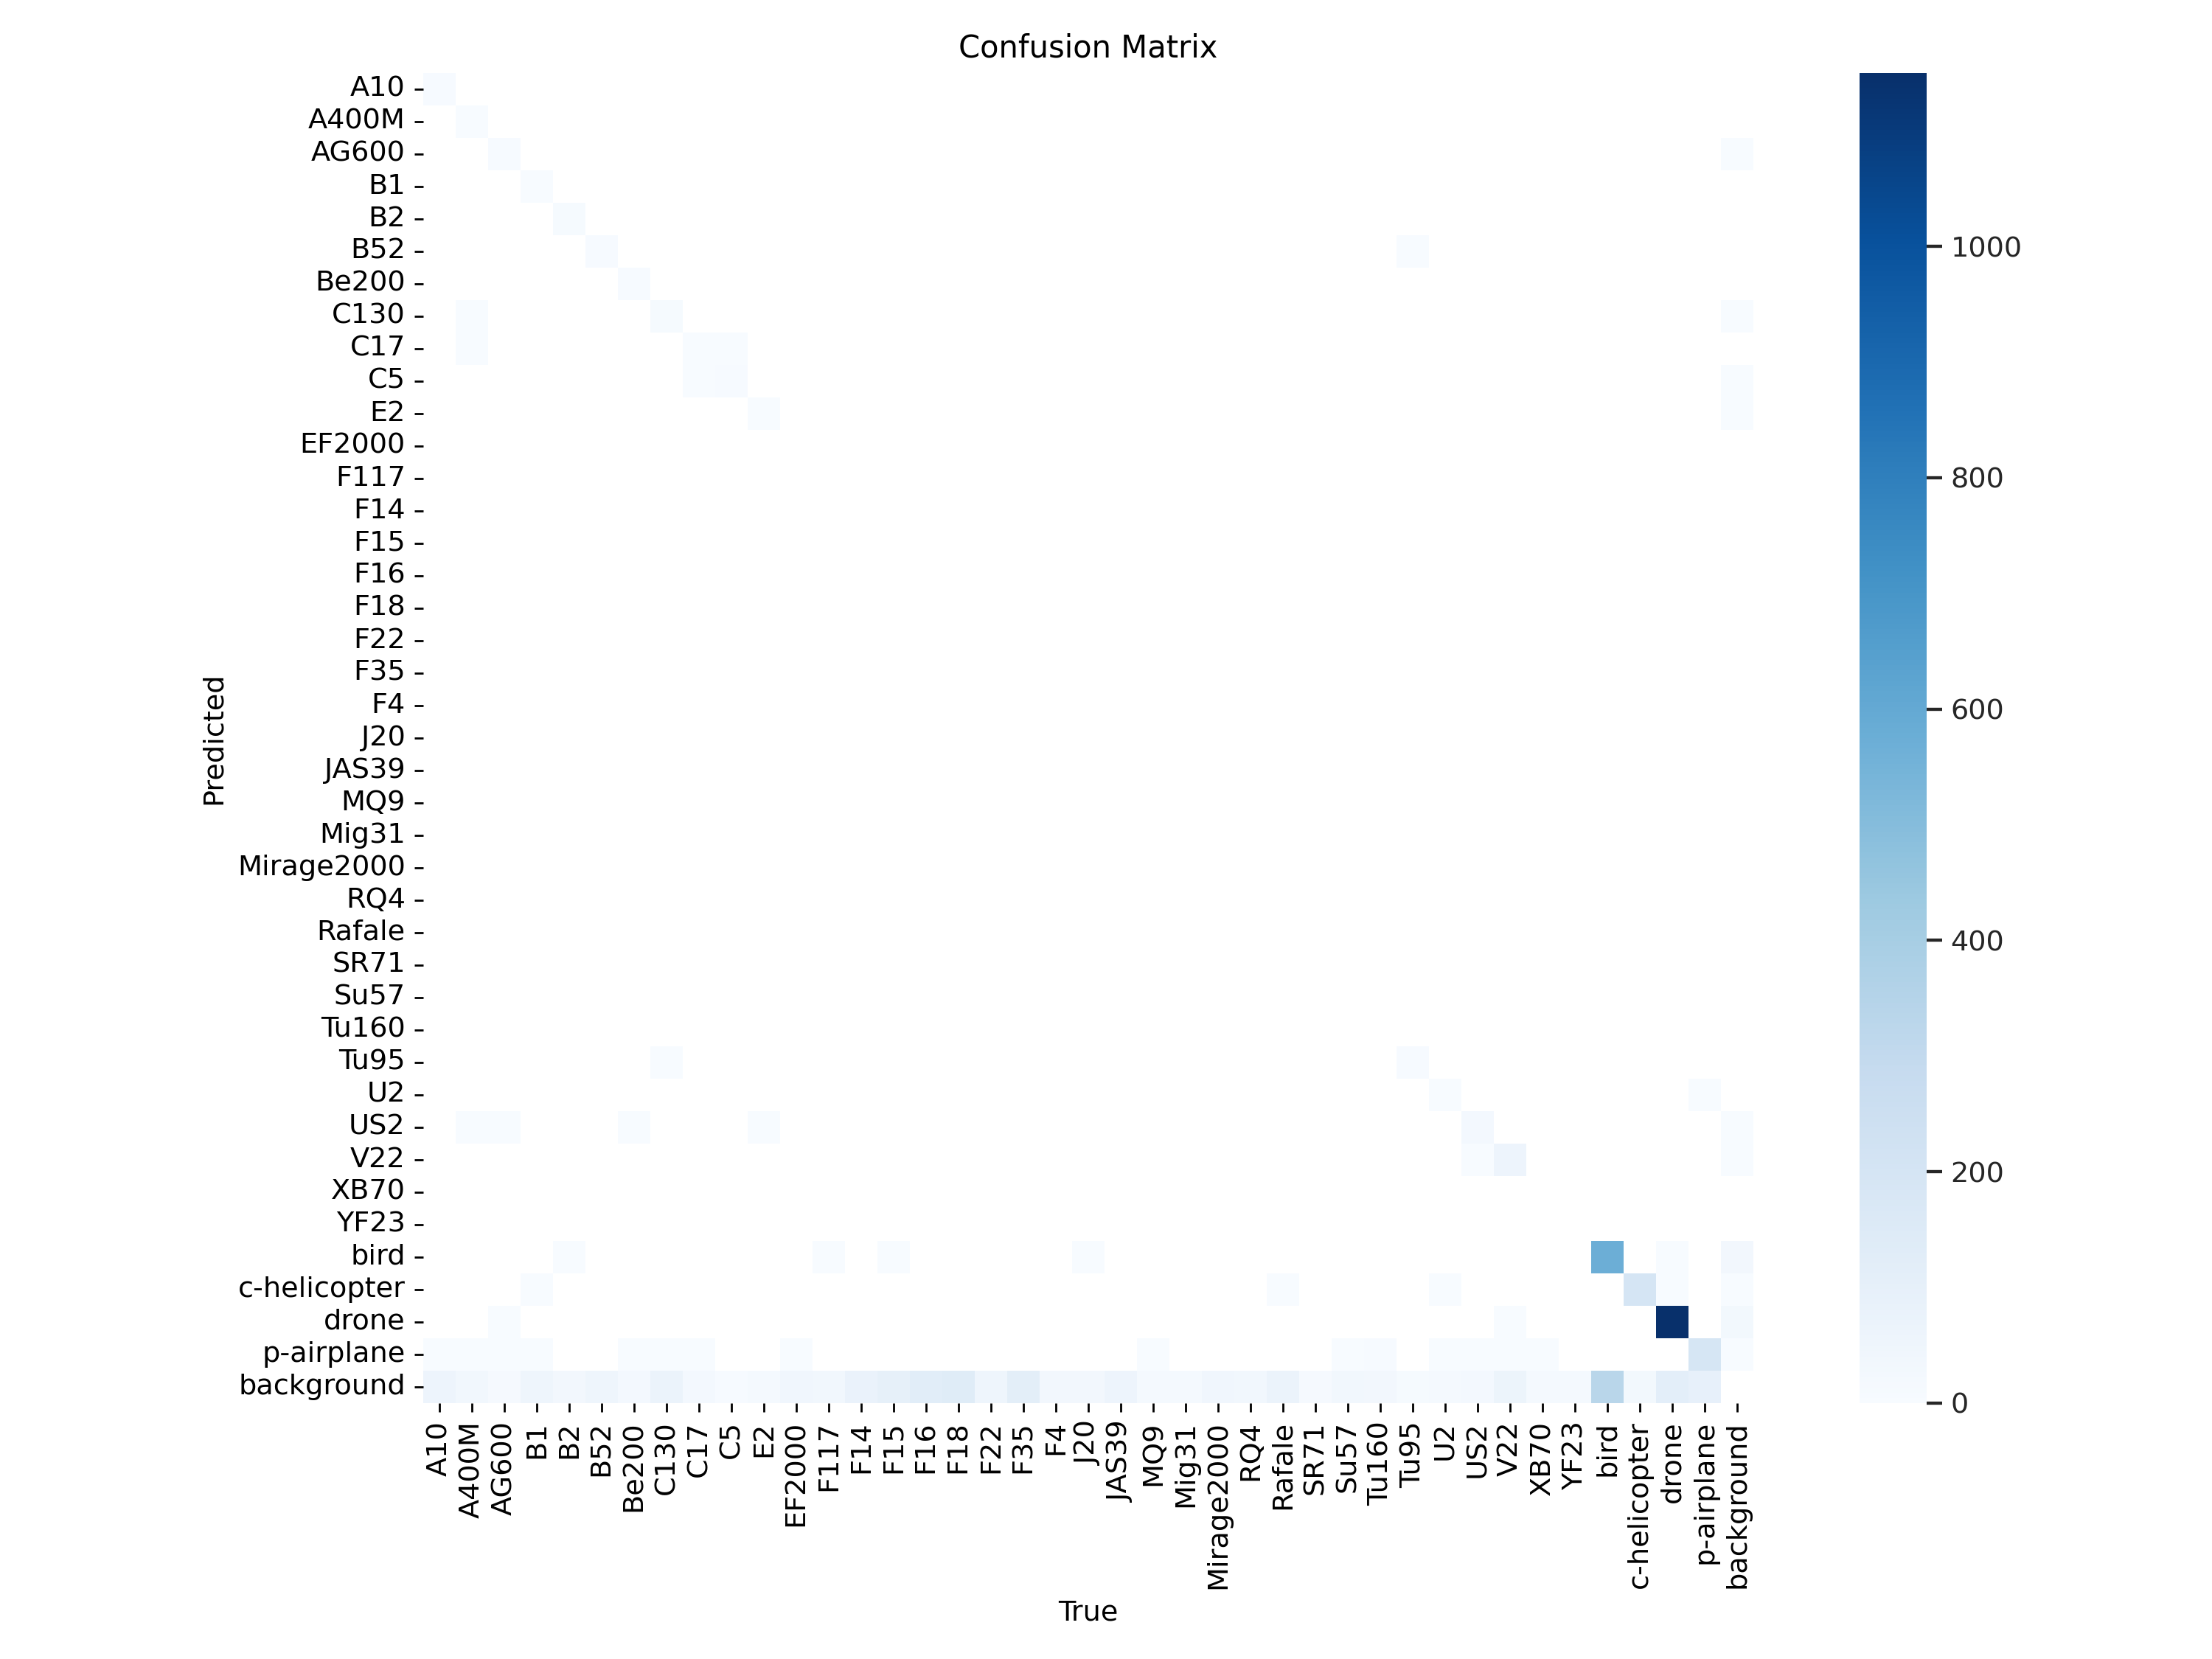 Confusion Matrix
Predicted
A10
A400M
AG600
B1
B2
B52
Be200
C130
C17
C5
E2
EF2000
F117
F14
F15
F16
F18
F22
F35
F4
J20
JAS39
MQ9
Mig31
Mirage2000
RQ4
Rafale
SR71
Su57
Tu160
Tu95
U2
US2
V22
XB70
YF23
bird
c-helicopter
drone
p-airplane
background
A10
A400M
AG600
B1
B2
B52
Be200
C130
C17
C5
E2
EF2000
F117
F14
F15
F16
F18
F22
F35
F4
J20
JAS39
MQ9
Mig31
Mirage2000
RQ4
Rafale
SR71
Su57
Tu160
Tu95
U2
US2
V22
XB70
YF23
bird
c-helicopter
drone
p-airplane
background
True
1000
800
600
400
200
0